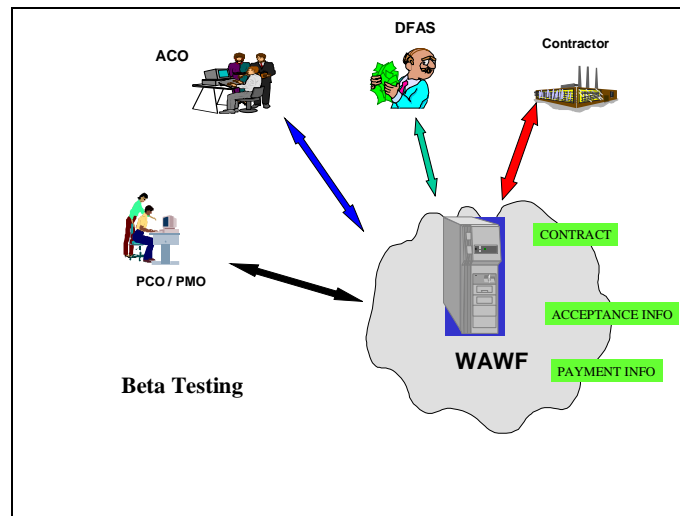 DFAS
ACO
Contractor
CONTRACT
PCO / PMO
ACCEPTANCE INFO
WAWF
PAYMENT INFO
Beta Testing